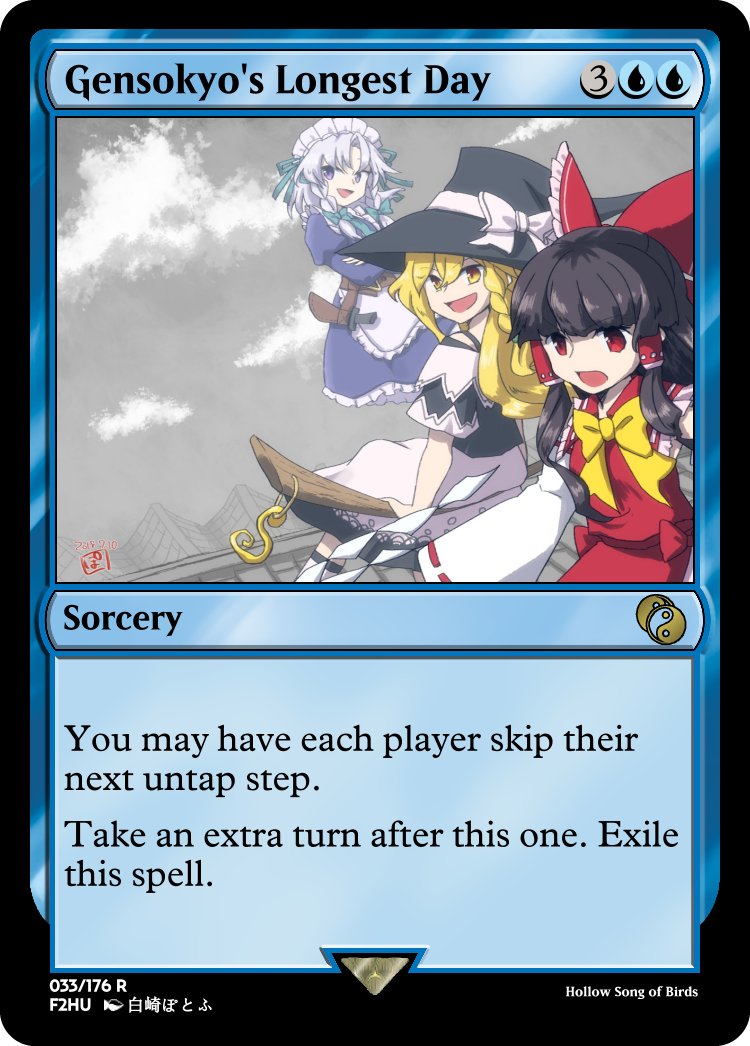 Gensokyo's Longest Day 3
Sorcery
You may have each player skip their
next untap step.
Take an extra turn after this one. Exile
this spell.
033/176 R
F2HU 白崎ぽとふ
Hollow Song of Birds